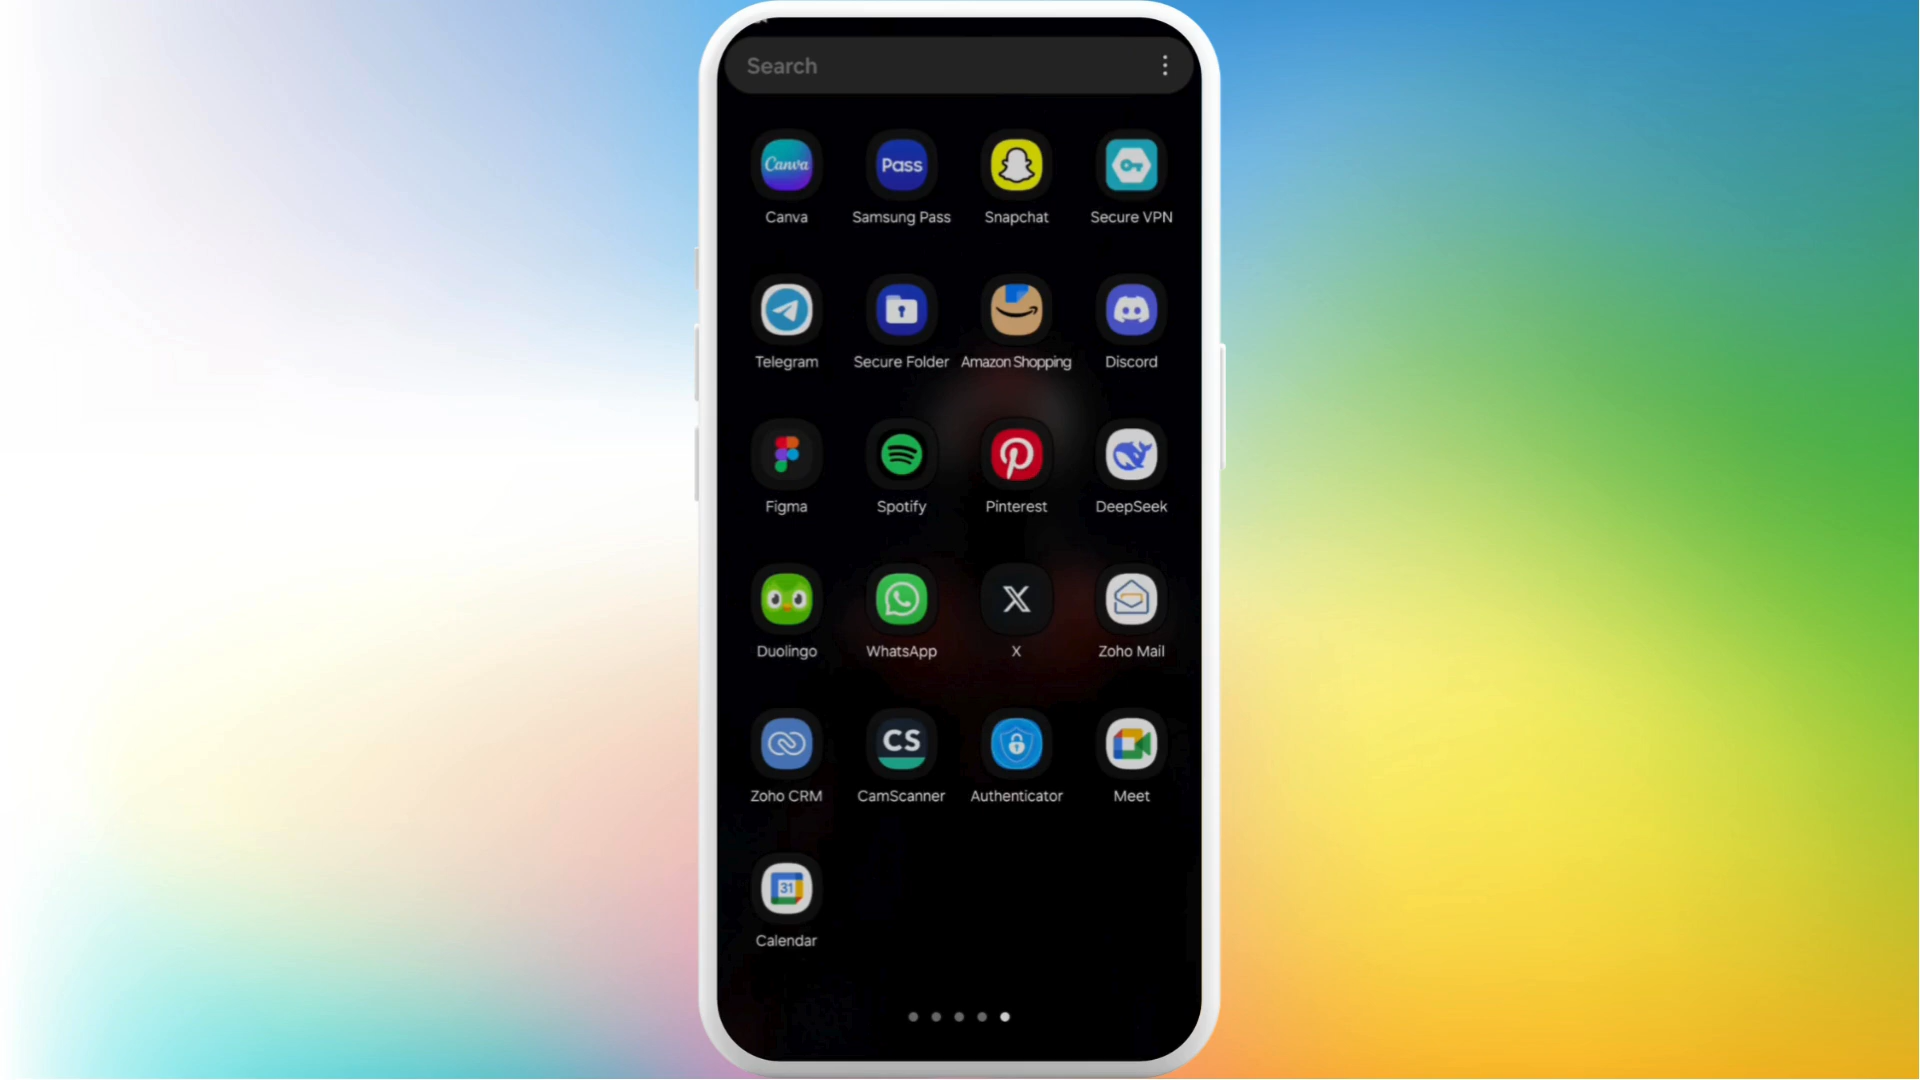 Search
Canva Pass
Canva Samsung Pass Snapchat Secure VPN
Telegram Secure Folder Amazon Shopping Discord
Figma Spotify Pinterest DeepSeek
X
Duolingo WhatsApp X Zoho Mail
CS
Zoho CRM CamScanner Authenticator Meet
31
Calendar